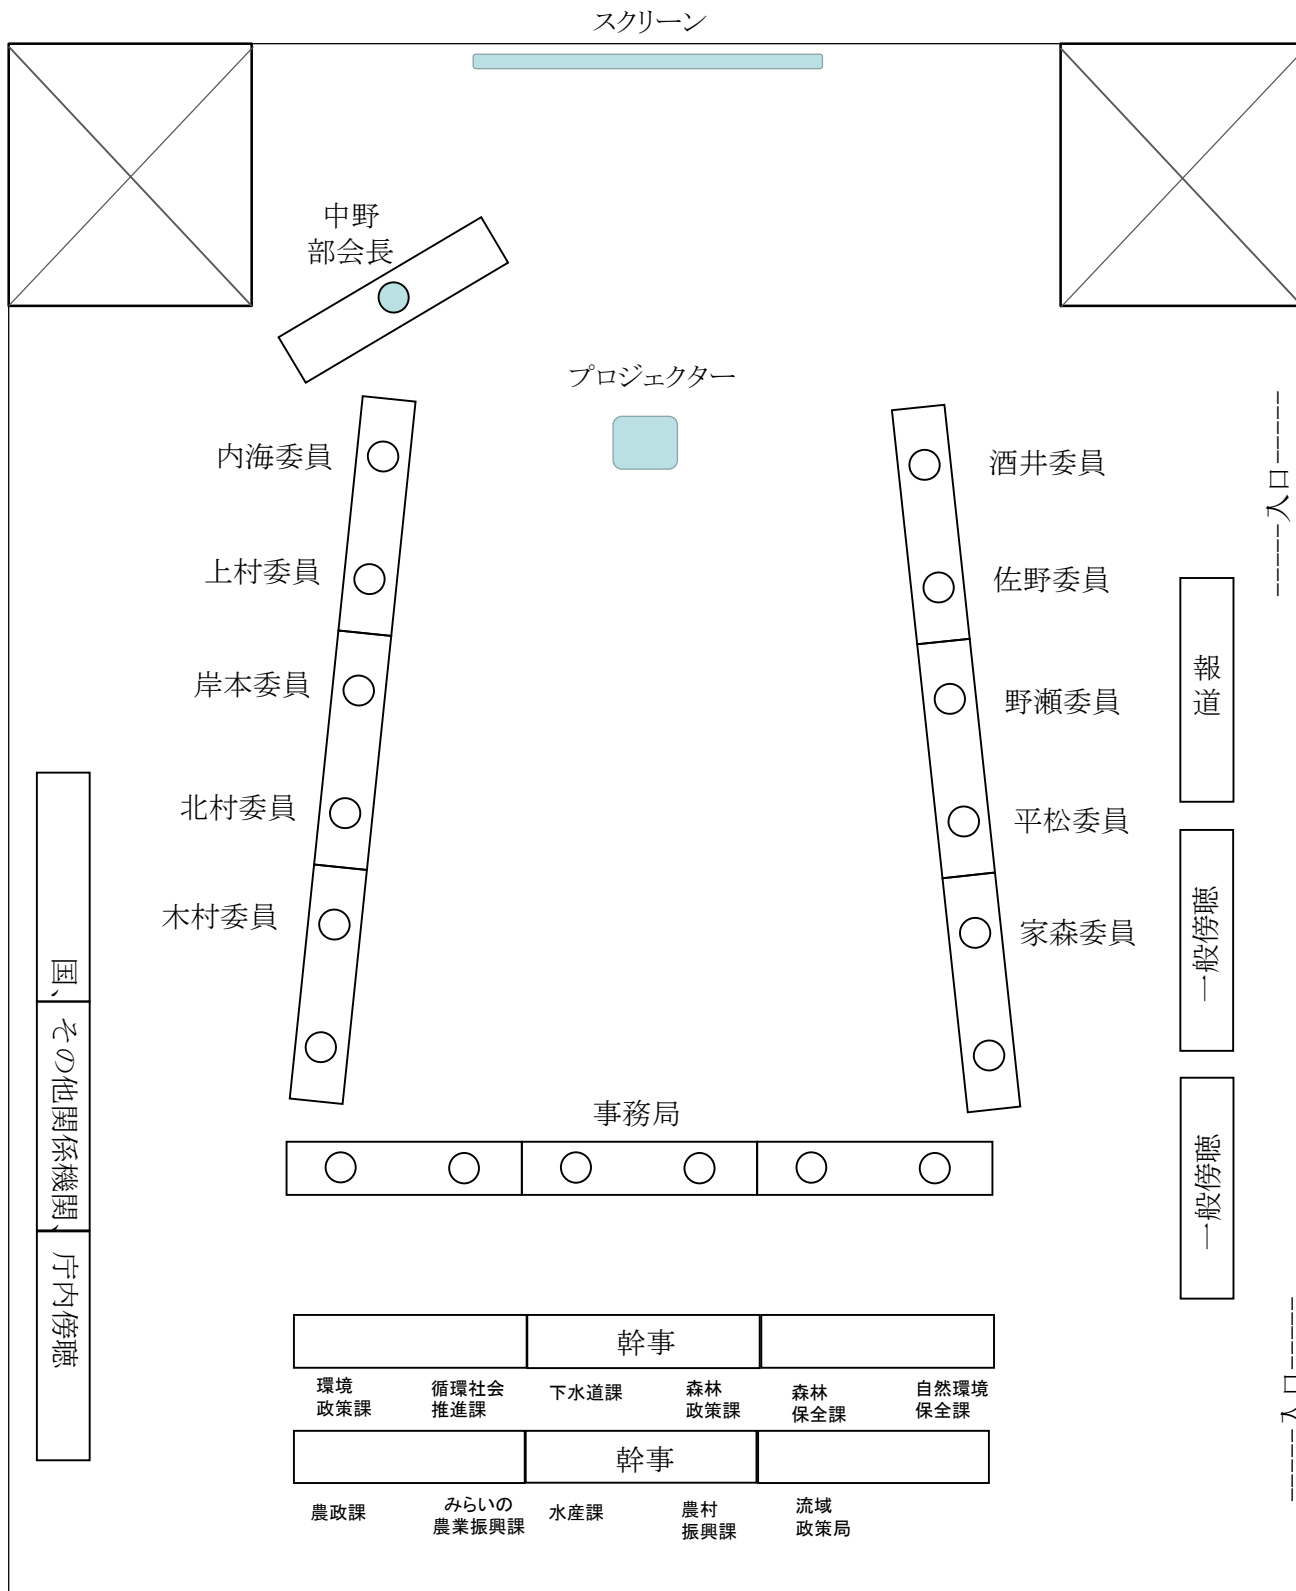 スクリーン
中野
部会長
プロジェクター
内海委員
酒井委員
入口
上村委員
佐野委員
岸本委員
野瀬委員
報道
北村委員
平松委員
木村委員
家森委員
一般傍聴
国、その他関係機関、庁内傍聴
事務局
一般傍聴
幹事
環境
政策課
循環社会
推進課
下水道課
森林
政策課
森林
保全課
自然環境
保全課
入口
幹事
農政課
みらいの
農業振興課
水産課
農村
振興課
流域
政策局